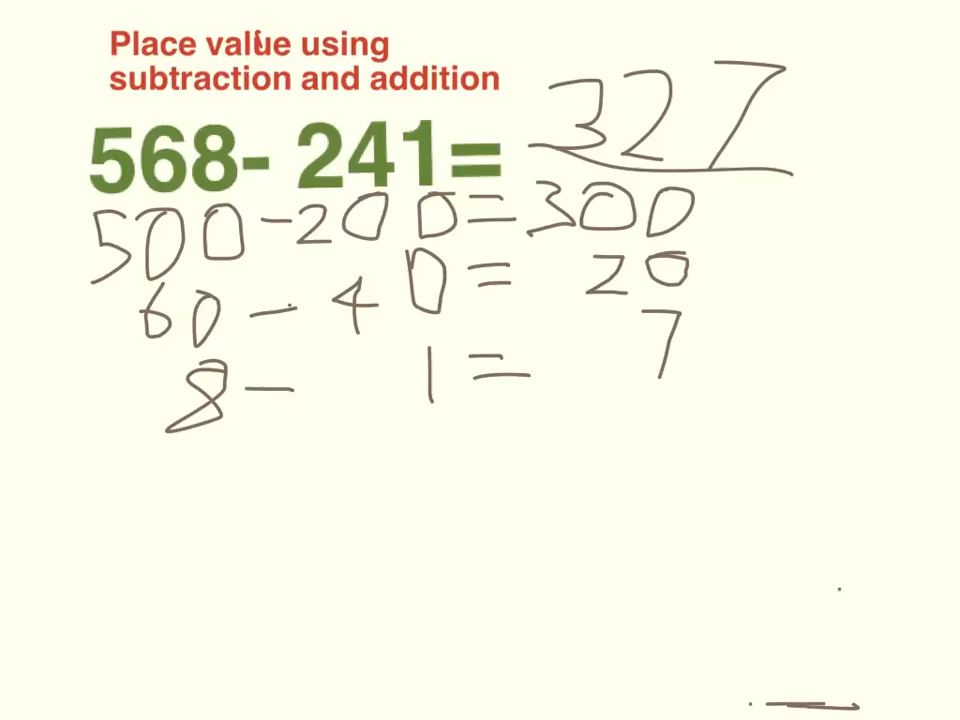 Place value using
subtraction and addition
568- 241= 327
500-200=300
60-40=20
8-1=7